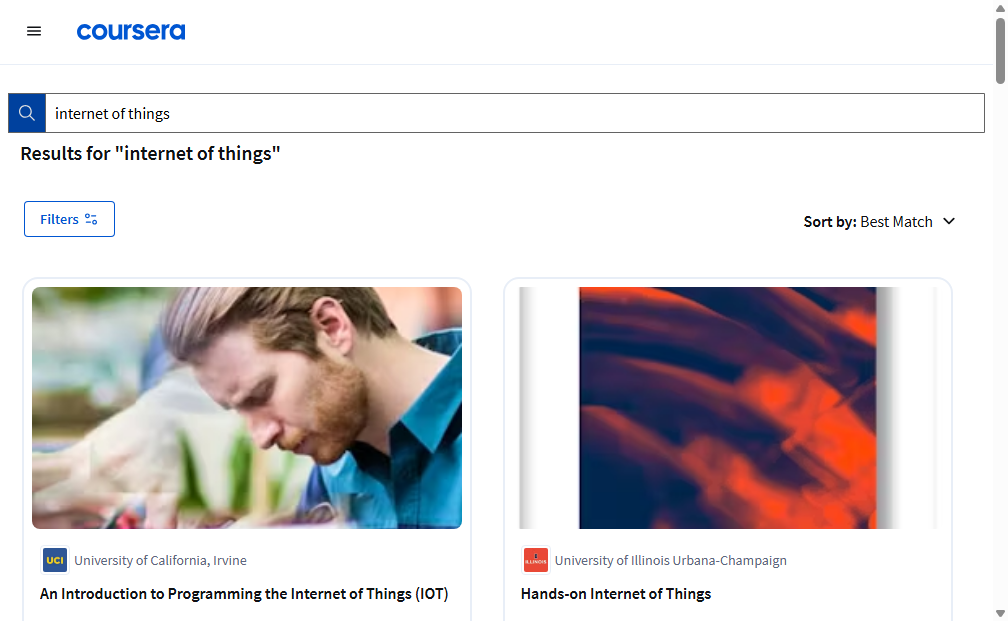 coursera
internet of things
Results for "internet of things"
Filters
Sort by: Best Match
UCI University of California, Irvine
An Introduction to Programming the Internet of Things (IOT)
ILLINOIS University of Illinois Urbana-Champaign
Hands-on Internet of Things